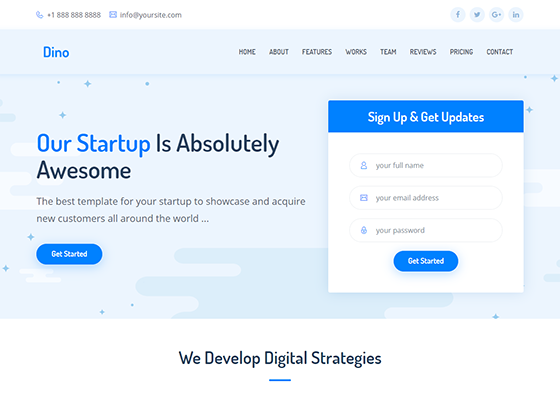 +1 888 888 8888 info@yoursite.com
Dino
HOME ABOUT FEATURES WORKS TEAM REVIEWS PRICING CONTACT
Our Startup Is Absolutely
Awesome
The best template for your startup to showcase and acquire
new customers all around the world ...
Get Started
Sign Up & Get Updates
your full name
your email address
your password
Get Started
We Develop Digital Strategies